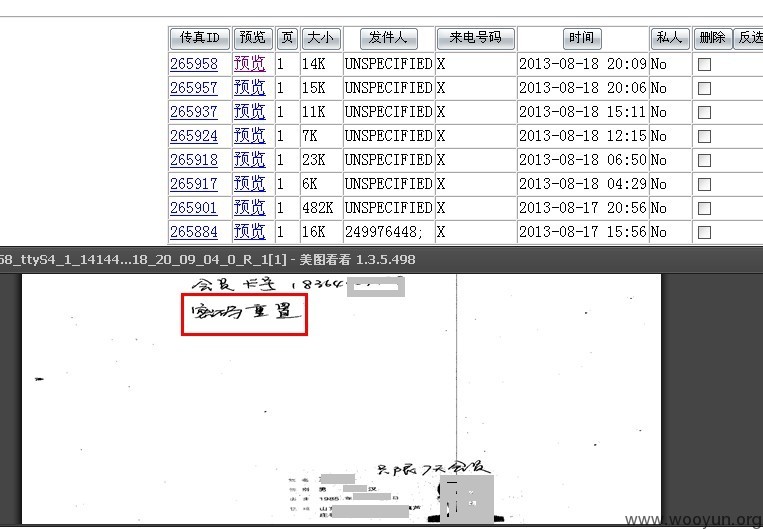 传真ID 预览 页 大小 发件人 来电号码 时间 私人 删除 反选
265958 预览 1 14K UNSPECIFIED X 2013-08-18 20:09 No
265957 预览 1 15K UNSPECIFIED X 2013-08-18 20:06 No
265937 预览 1 11K UNSPECIFIED X 2013-08-18 15:11 No
265924 预览 1 7K UNSPECIFIED X 2013-08-18 12:15 No
265918 预览 1 23K UNSPECIFIED X 2013-08-18 06:50 No
265917 预览 1 6K UNSPECIFIED X 2013-08-18 04:29 No
265901 预览 1 482K UNSPECIFIED X 2013-08-17 20:56 No
265884 预览 1 16K 249976448; X 2013-08-17 15:56 No
58_ttyS4_1_14144...18_20_09_04_0_R_1[1] - 美图看看 1.3.5.498
会员卡号 18364
密码重置
只限7天会员
姓名
性别 男 汉
1985 年 日
www.wooyun.org